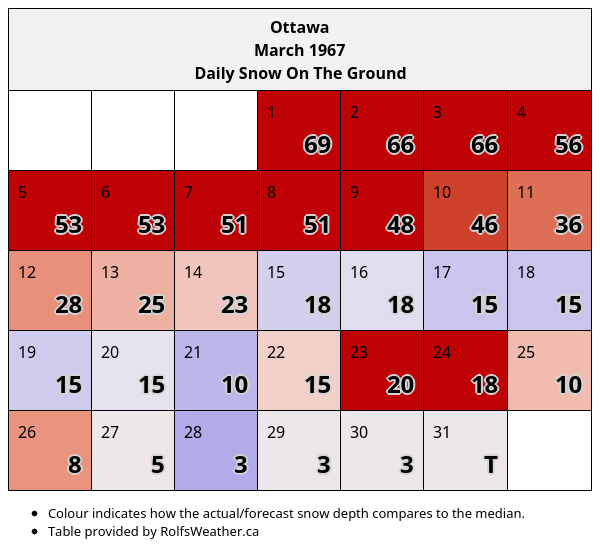 Ottawa
March 1967
Daily Snow On The Ground
1 2 3 4
69 66 66 56
5 6 7 8 9 10 11
53 53 51 51 48 46 36
12 13 14 15 16 17 18
28 25 23 18 18 15 15
19 20 21 22 23 24 25
15 15 10 15 20 18 10
26 27 28 29 30 31
8 5 3 3 3 T
• Colour indicates how the actual/forecast snow depth compares to the median.
• Table provided by RolfsWeather.ca